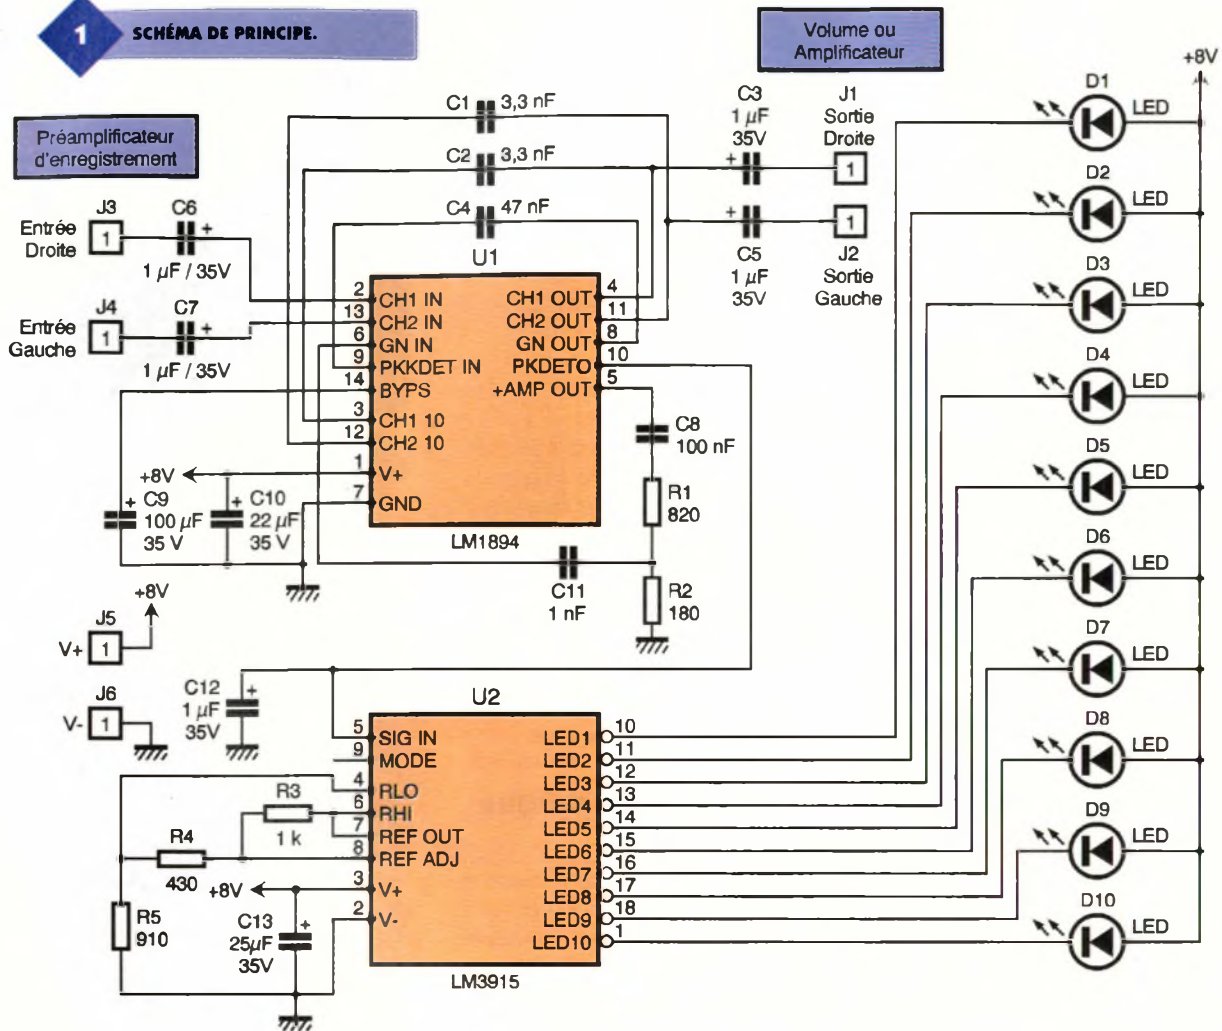 1
SCHÉMA DE PRINCIPE.
Volume ou
Amplificateur
+8V
Préamplificateur
d'enregistrement
C1 3,3 nF
C2 3,3 nF
C4 47 nF
C3
1 µF
35V
J1
Sortie
Droite
1
1
J2
Sortie
Gauche
C5
1 µF
35V
J3
Entrée
Droite
1
C6
+
1 µF / 35V
J4
Entrée
Gauche
1
C7
+
1 µF / 35V
U1
2 CH1 IN
13 CH2 IN
6 GN IN
9 PKKDET IN
14 BYPS
3 CH1 10
12 CH2 10
1 V+
7 GND
CH1 OUT 4
CH2 OUT 11
GN OUT 8
PKDETO 10
+AMP OUT 5
LM1894
+8V
+ C9
100 µF
35 V
+ C10
22 µF
35 V
C8
100 nF
R1
820
C11
1 nF
R2
180
+8V
J5
V+ 1
J6
V- 1
C12 +
1 µF
35V
U2
5 SIG IN
9 MODE
4 RLO
6 RHI
7 REF OUT
8 REF ADJ
3 V+
2 V-
LED1 10
LED2 11
LED3 12
LED4 13
LED5 14
LED6 15
LED7 16
LED8 17
LED9 18
LED10 1
LM3915
R3
1 k
R4
430
R5
910
+8V
C13 +
25µF
35V
D1
LED
D2
LED
D3
LED
D4
LED
D5
LED
D6
LED
D7
LED
D8
LED
D9
LED
D10
LED